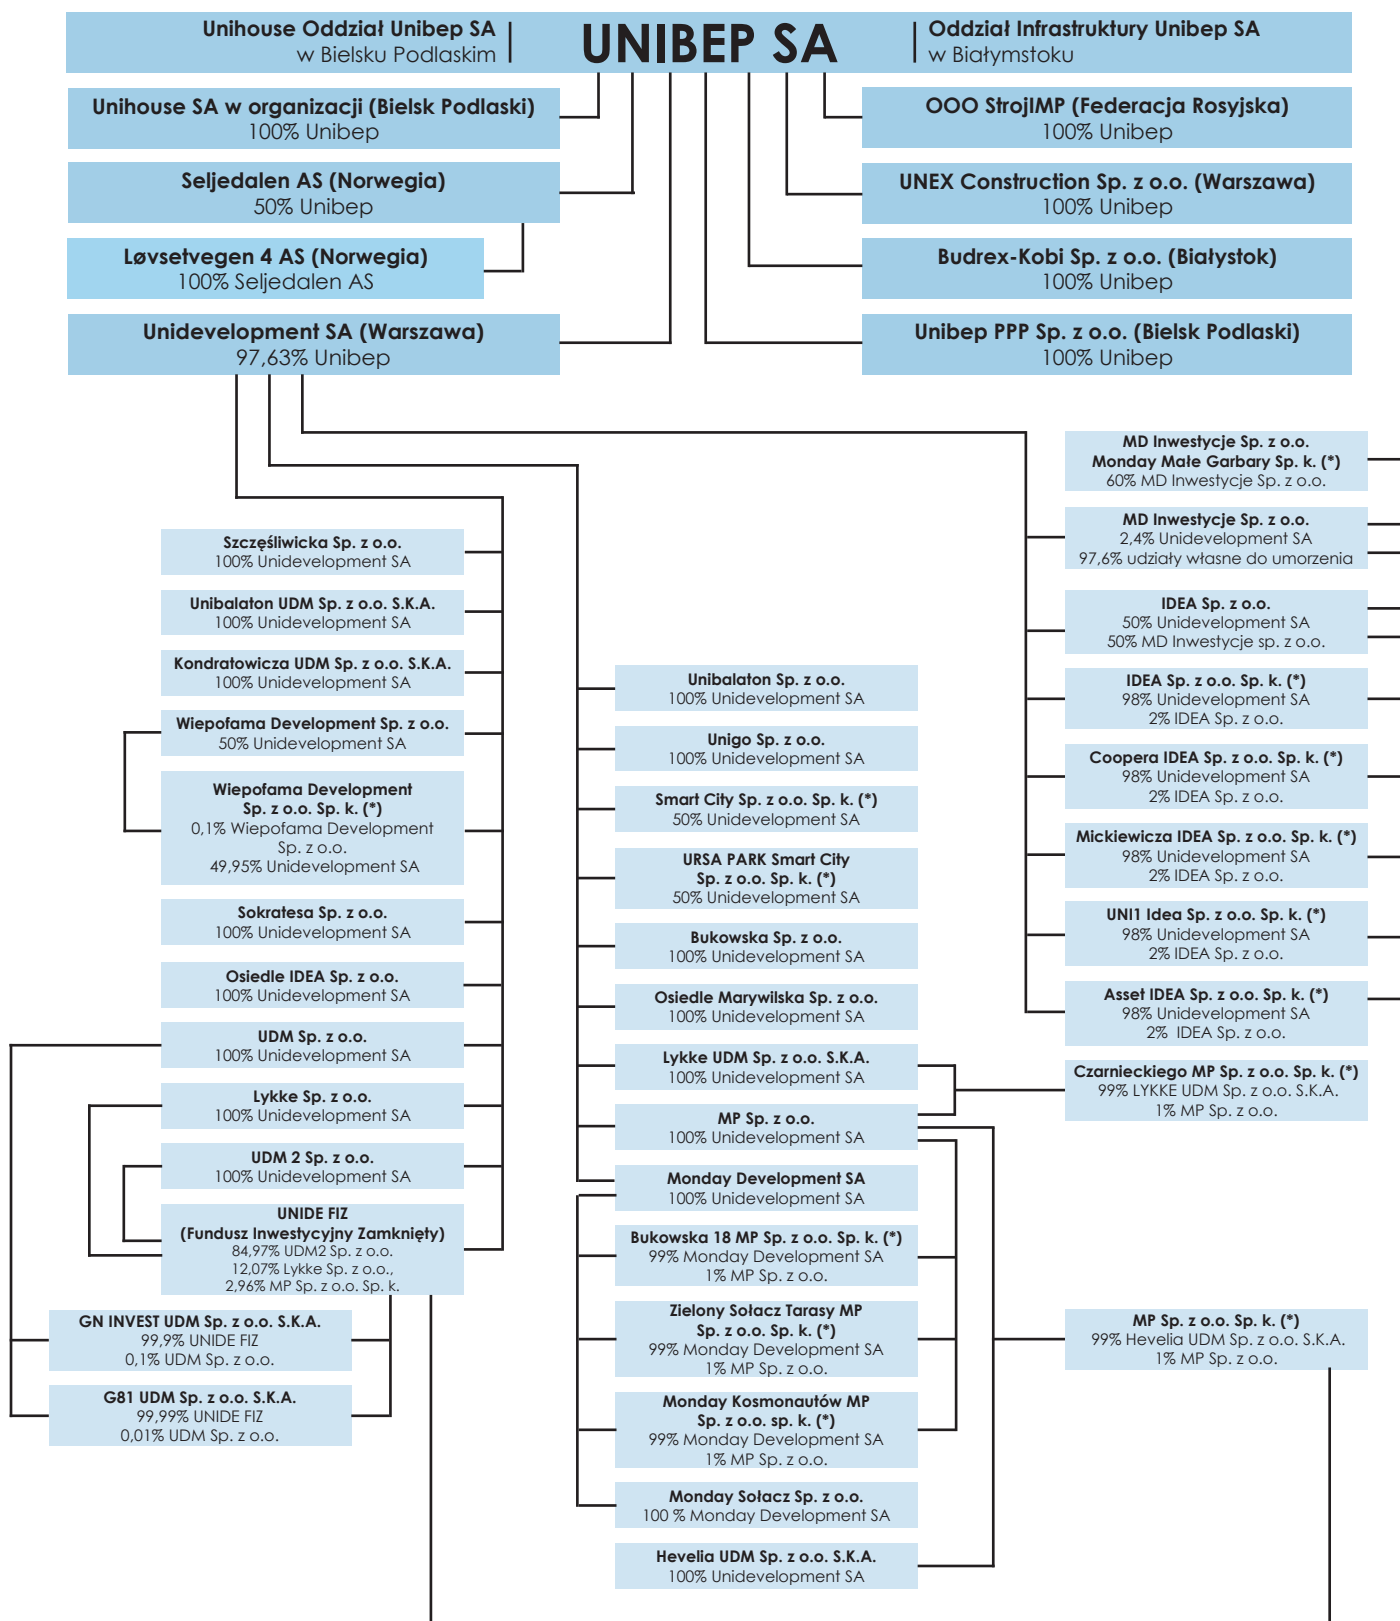 Unihouse Oddział Unibep SA
w Bielsku Podlaskim
UNIBEP SA
Oddział Infrastruktury Unibep SA
w Białymstoku
Unihouse SA w organizacji (Bielsk Podlaski)
100% Unibep
Seljedalen AS (Norwegia)
50% Unibep
Løvsetvegen 4 AS (Norwegia)
100% Seljedalen AS
Unidevelopment SA (Warszawa)
97,63% Unibep
OOO StrojIMP (Federacja Rosyjska)
100% Unibep
UNEX Construction Sp. z o.o. (Warszawa)
100% Unibep
Budrex-Kobi Sp. z o.o. (Białystok)
100% Unibep
Unibep PPP Sp. z o.o. (Bielsk Podlaski)
100% Unibep
Szczęśliwicka Sp. z o.o.
100% Unidevelopment SA
Unibalaton UDM Sp. z o.o. S.K.A.
100% Unidevelopment SA
Kondratowicza UDM Sp. z o.o. S.K.A.
100% Unidevelopment SA
Wiepofama Development Sp. z o.o.
50% Unidevelopment SA
Wiepofama Development
Sp. z o.o. Sp. k. (*)
0,1% Wiepofama Development
Sp. z o.o.
49,95% Unidevelopment SA
Sokratesa Sp. z o.o.
100% Unidevelopment SA
Osiedle IDEA Sp. z o.o.
100% Unidevelopment SA
UDM Sp. z o.o.
100% Unidevelopment SA
Lykke Sp. z o.o.
100% Unidevelopment SA
UDM 2 Sp. z o.o.
100% Unidevelopment SA
UNIDE FIZ
(Fundusz Inwestycyjny Zamknięty)
84,97% UDM2 Sp. z o.o.
12,07% Lykke Sp. z o.o.,
2,96% MP Sp. z o.o. Sp. k.
GN INVEST UDM Sp. z o.o. S.K.A.
99,9% UNIDE FIZ
0,1% UDM Sp. z o.o.
G81 UDM Sp. z o.o. S.K.A.
99,99% UNIDE FIZ
0,01% UDM Sp. z o.o.
Unibalaton Sp. z o.o.
100% Unidevelopment SA
Unigo Sp. z o.o.
100% Unidevelopment SA
Smart City Sp. z o.o. Sp. k. (*)
50% Unidevelopment SA
URSA PARK Smart City
Sp. z o.o. Sp. k. (*)
50% Unidevelopment SA
Bukowska Sp. z o.o.
100% Unidevelopment SA
Osiedle Marywilska Sp. z o.o.
100% Unidevelopment SA
Lykke UDM Sp. z o.o. S.K.A.
100% Unidevelopment SA
MP Sp. z o.o.
100% Unidevelopment SA
Monday Development SA
100% Unidevelopment SA
Bukowska 18 MP Sp. z o.o. Sp. k. (*)
99% Monday Development SA
1% MP Sp. z o.o.
Zielony Sołacz Tarasy MP
Sp. z o.o. Sp. k. (*)
99% Monday Development SA
1% MP Sp. z o.o.
Monday Kosmonautów MP
Sp. z o.o. sp. k. (*)
99% Monday Development SA
1% MP Sp. z o.o.
Monday Sołacz Sp. z o.o.
100 % Monday Development SA
Hevelia UDM Sp. z o.o. S.K.A.
100% Unidevelopment SA
MD Inwestycje Sp. z o.o.
Monday Małe Garbary Sp. k. (*)
60% MD Inwestycje Sp. z o.o.
MD Inwestycje Sp. z o.o.
2,4% Unidevelopment SA
97,6% udziały własne do umorzenia
IDEA Sp. z o.o.
50% Unidevelopment SA
50% MD Inwestycje sp. z o.o.
IDEA Sp. z o.o. Sp. k. (*)
98% Unidevelopment SA
2% IDEA Sp. z o.o.
Coopera IDEA Sp. z o.o. Sp. k. (*)
98% Unidevelopment SA
2% IDEA Sp. z o.o.
Mickiewicza IDEA Sp. z o.o. Sp. k. (*)
98% Unidevelopment SA
2% IDEA Sp. z o.o.
UNI1 Idea Sp. z o.o. Sp. k. (*)
98% Unidevelopment SA
2% IDEA Sp. z o.o.
Asset IDEA Sp. z o.o. Sp. k. (*)
98% Unidevelopment SA
2% IDEA Sp. z o.o.
Czarnieckiego MP Sp. z o.o. Sp. k. (*)
99% LYKKE UDM Sp. z o.o. S.K.A.
1% MP Sp. z o.o.
MP Sp. z o.o. Sp. k. (*)
99% Hevelia UDM Sp. z o.o. S.K.A.
1% MP Sp. z o.o.